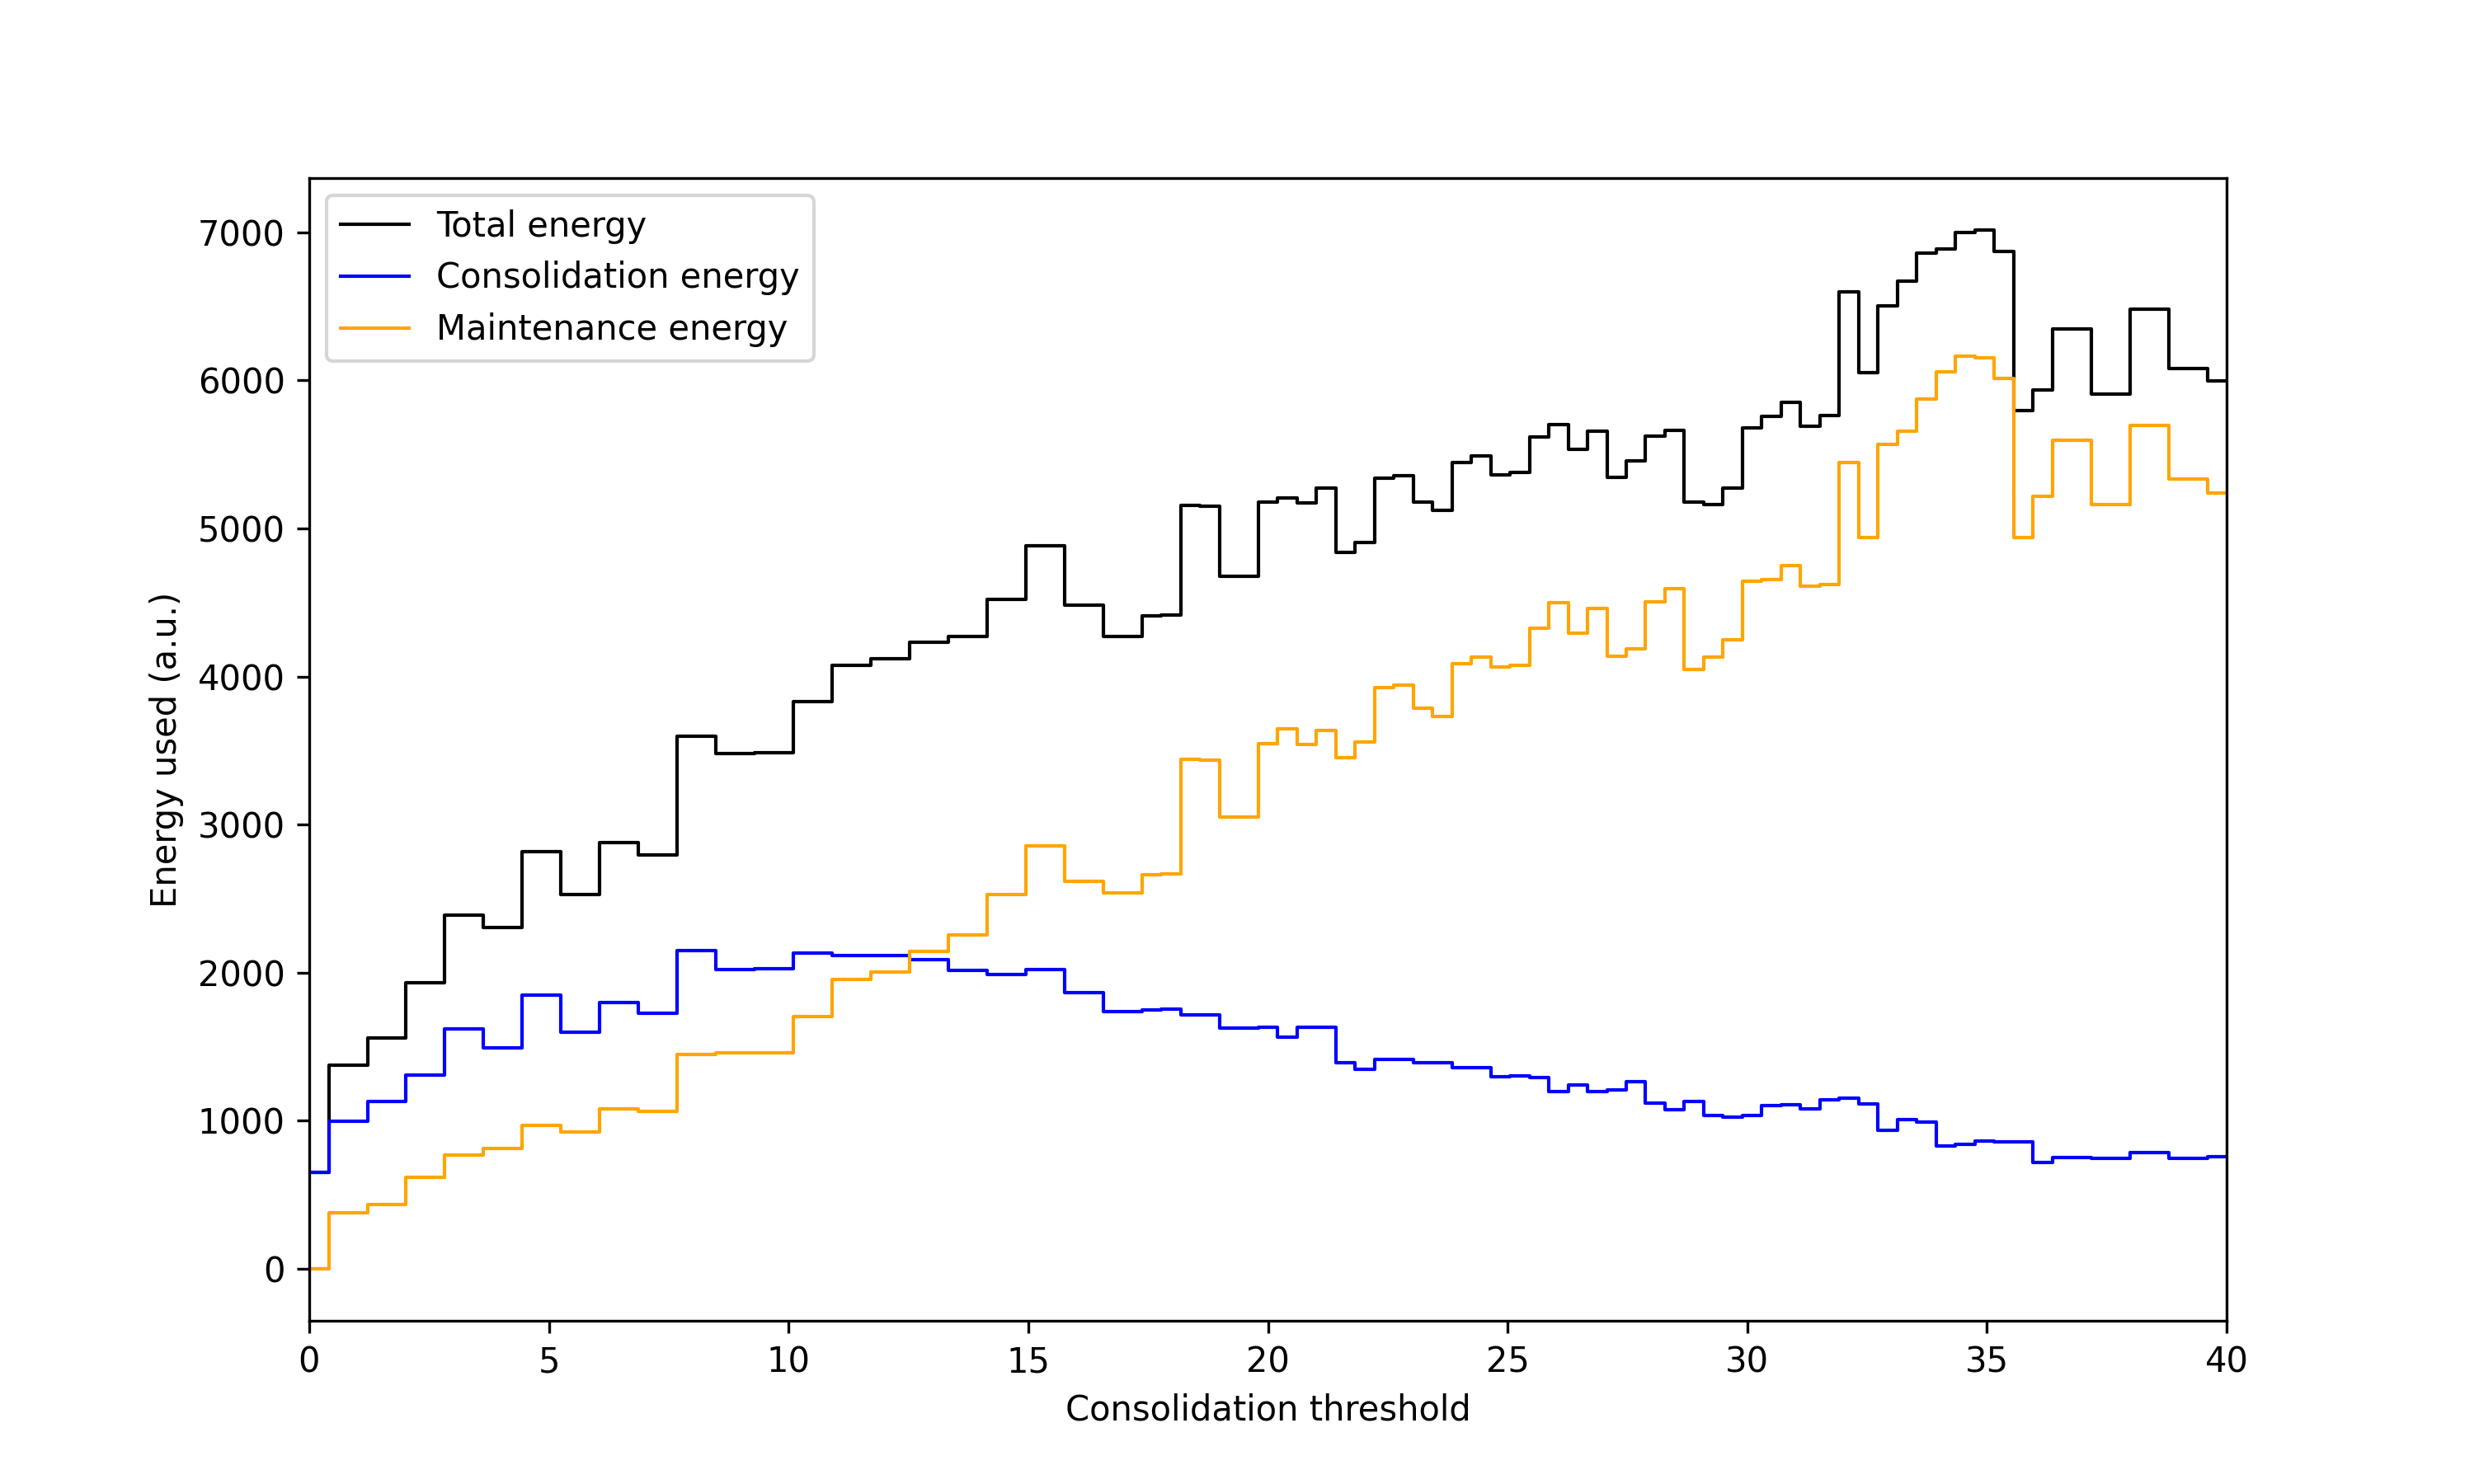 Total energy
Consolidation energy
Maintenance energy
7000
6000
5000
4000
3000
2000
1000
0
Energy used (a.u.)
0 5 10 15 20 25 30 35 40
Consolidation threshold